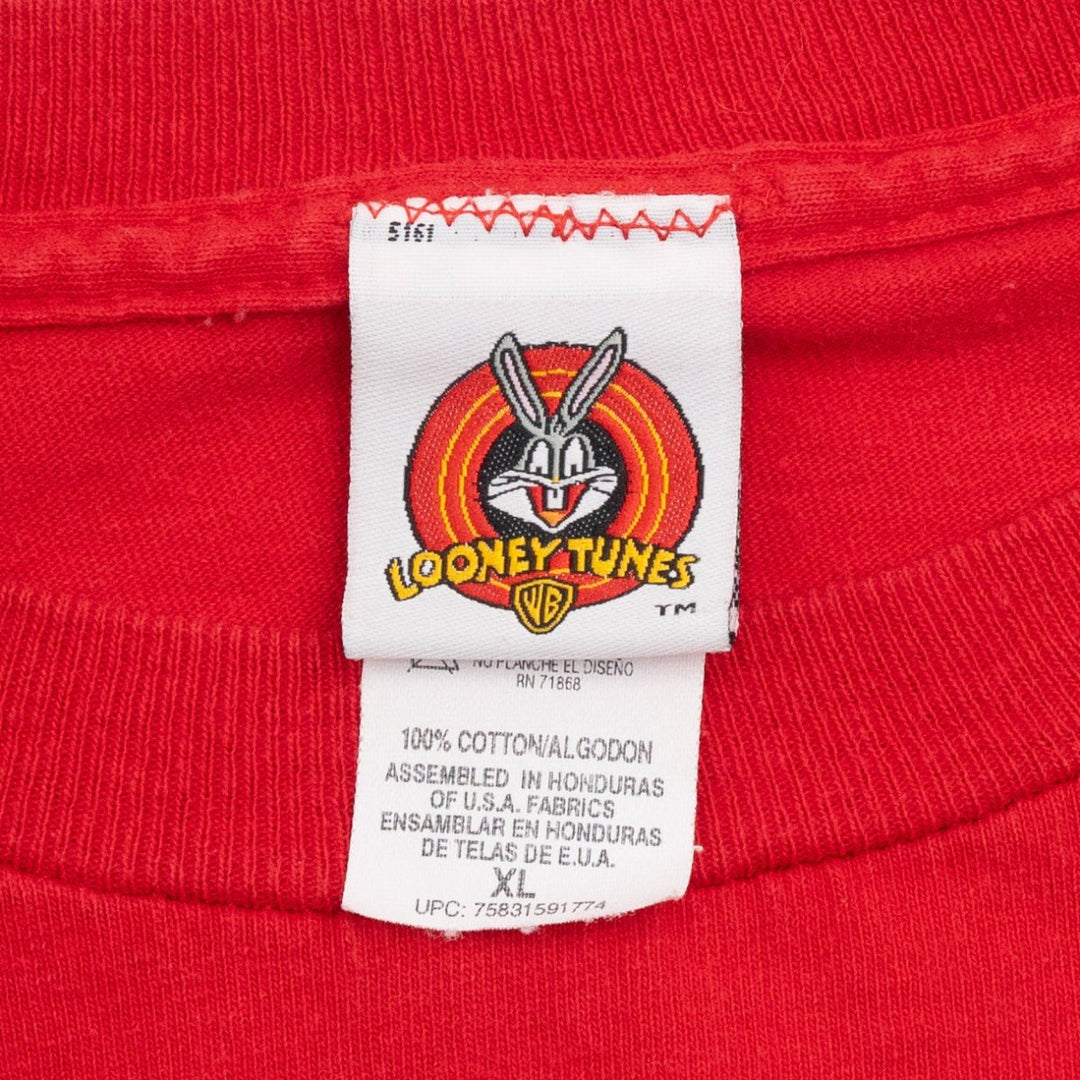 5161
LOONEY TUNES
WB
TM
NO PLANCHE EL DISEÑO
RN 71868
100% COTTON/ALGODON
ASSEMBLED IN HONDURAS
OF U.S.A. FABRICS
ENSAMBLAR EN HONDURAS
DE TELAS DE E.U.A.
XL
UPC: 75831591774